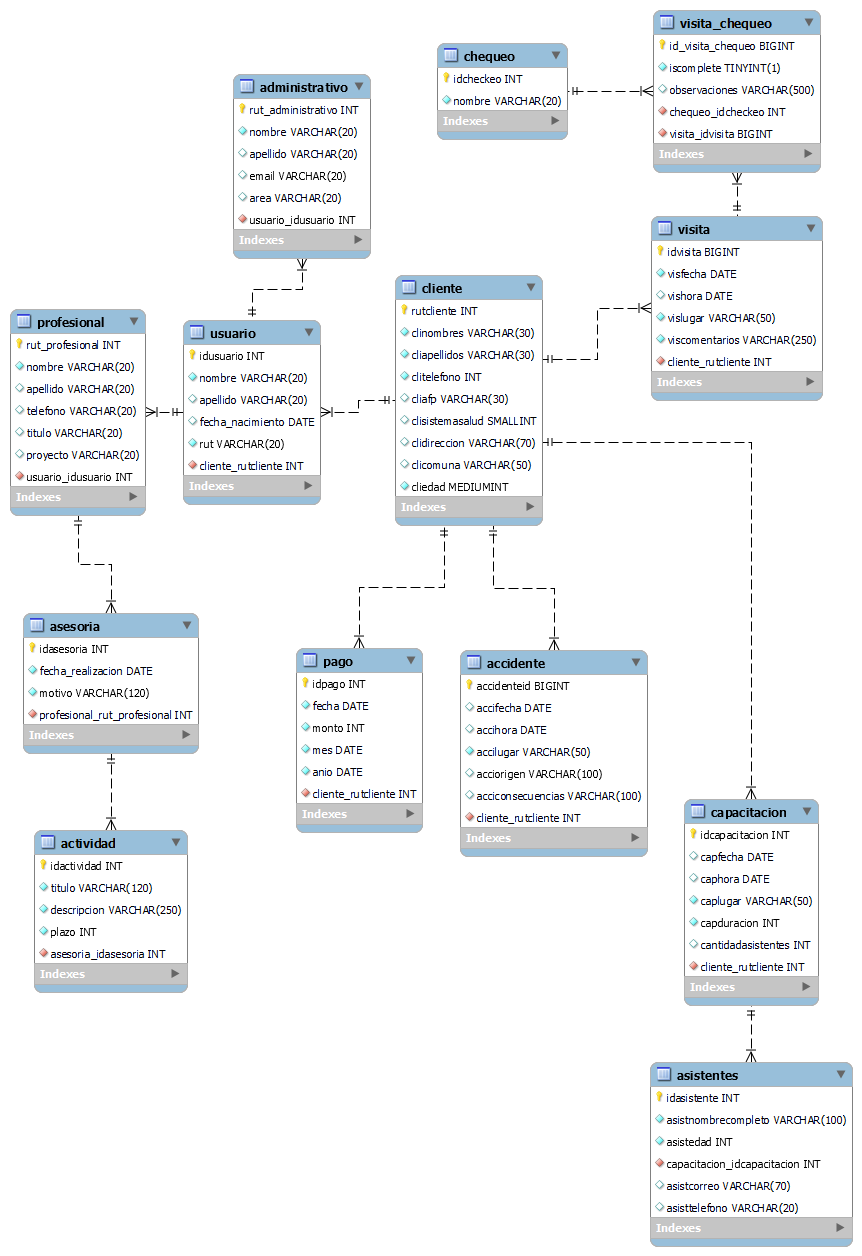 visita_chequeo
id_visita_chequeo BIGINT
iscomplete TINYINT(1)
observaciones VARCHAR(500)
chequeo_idcheckeo INT
visita_idvisita BIGINT
Indexes
chequeo
idcheckeo INT
nombre VARCHAR(20)
Indexes
administrativo
rut_administrativo INT
nombre VARCHAR(20)
apellido VARCHAR(20)
email VARCHAR(20)
area VARCHAR(20)
usuario_idusuario INT
Indexes
visita
idvisita BIGINT
visfecha DATE
vishora DATE
vislugar VARCHAR(50)
viscomentarios VARCHAR(250)
cliente_rutcliente INT
Indexes
cliente
rutcliente INT
clinombres VARCHAR(30)
cliapellidos VARCHAR(30)
clitelefono INT
cliafp VARCHAR(30)
clisistemasalud SMALLINT
clidireccion VARCHAR(70)
clicomuna VARCHAR(50)
cliedad MEDIUMINT
Indexes
profesional
rut_profesional INT
nombre VARCHAR(20)
apellido VARCHAR(20)
telefono VARCHAR(20)
titulo VARCHAR(20)
proyecto VARCHAR(20)
usuario_idusuario INT
Indexes
usuario
idusuario INT
nombre VARCHAR(20)
apellido VARCHAR(20)
fecha_nacimiento DATE
rut VARCHAR(20)
cliente_rutcliente INT
Indexes
asesoria
idasesoria INT
fecha_realizacion DATE
motivo VARCHAR(120)
profesional_rut_profesional INT
Indexes
pago
idpago INT
fecha DATE
monto INT
mes DATE
anio DATE
cliente_rutcliente INT
Indexes
accidente
accidenteid BIGINT
accifecha DATE
accihora DATE
accilugar VARCHAR(50)
acciorigen VARCHAR(100)
acciconsecuencias VARCHAR(100)
cliente_rutcliente INT
Indexes
capacitacion
idcapacitacion INT
capfecha DATE
caphora DATE
caplugar VARCHAR(50)
capduracion INT
cantidadasistentes INT
cliente_rutcliente INT
Indexes
actividad
idactividad INT
titulo VARCHAR(120)
descripcion VARCHAR(250)
plazo INT
asesoria_idasesoria INT
Indexes
asistentes
idasistente INT
asistnombrecompleto VARCHAR(100)
asistedad INT
capacitacion_idcapacitacion INT
asistcorreo VARCHAR(70)
asisttelefono VARCHAR(20)
Indexes